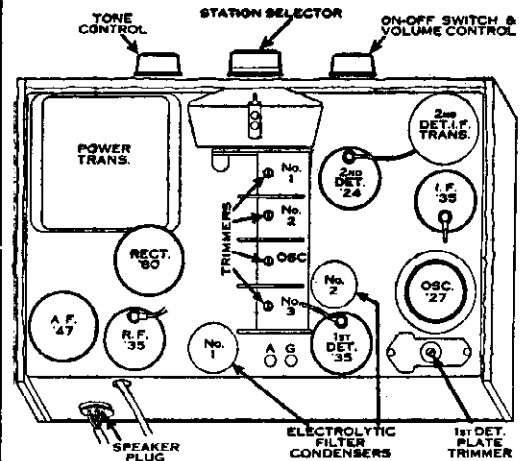 TONE
CONTROL
STATION SELECTOR
ON-OFF SWITCH &
VOLUME CONTROL
POWER
TRANS.
2ND
DET. I.F.
TRANS.
No.
1
2ND
DET.
'24
I.F.
'35
TRIMMERS
No.
2
OSC
RECT.
'80
No.
2
OSC.
'27
No.
3
A.F.
'47
R.F.
'35
No.
1
A G
1ST
DET.
'35
SPEAKER
PLUG
ELECTROLYTIC
FILTER
CONDENSERS
1ST DET.
PLATE
TRIMMER